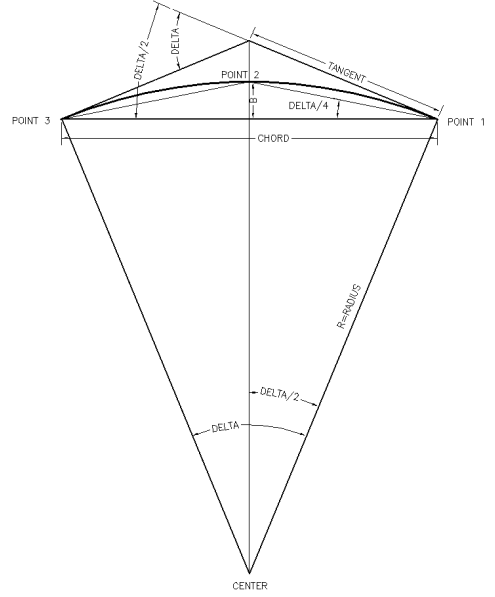 DELTA/2
DELTA
TANGENT
POINT 2
B
DELTA/4
POINT 3
POINT 1
CHORD
R=RADIUS
DELTA/2
DELTA
CENTER